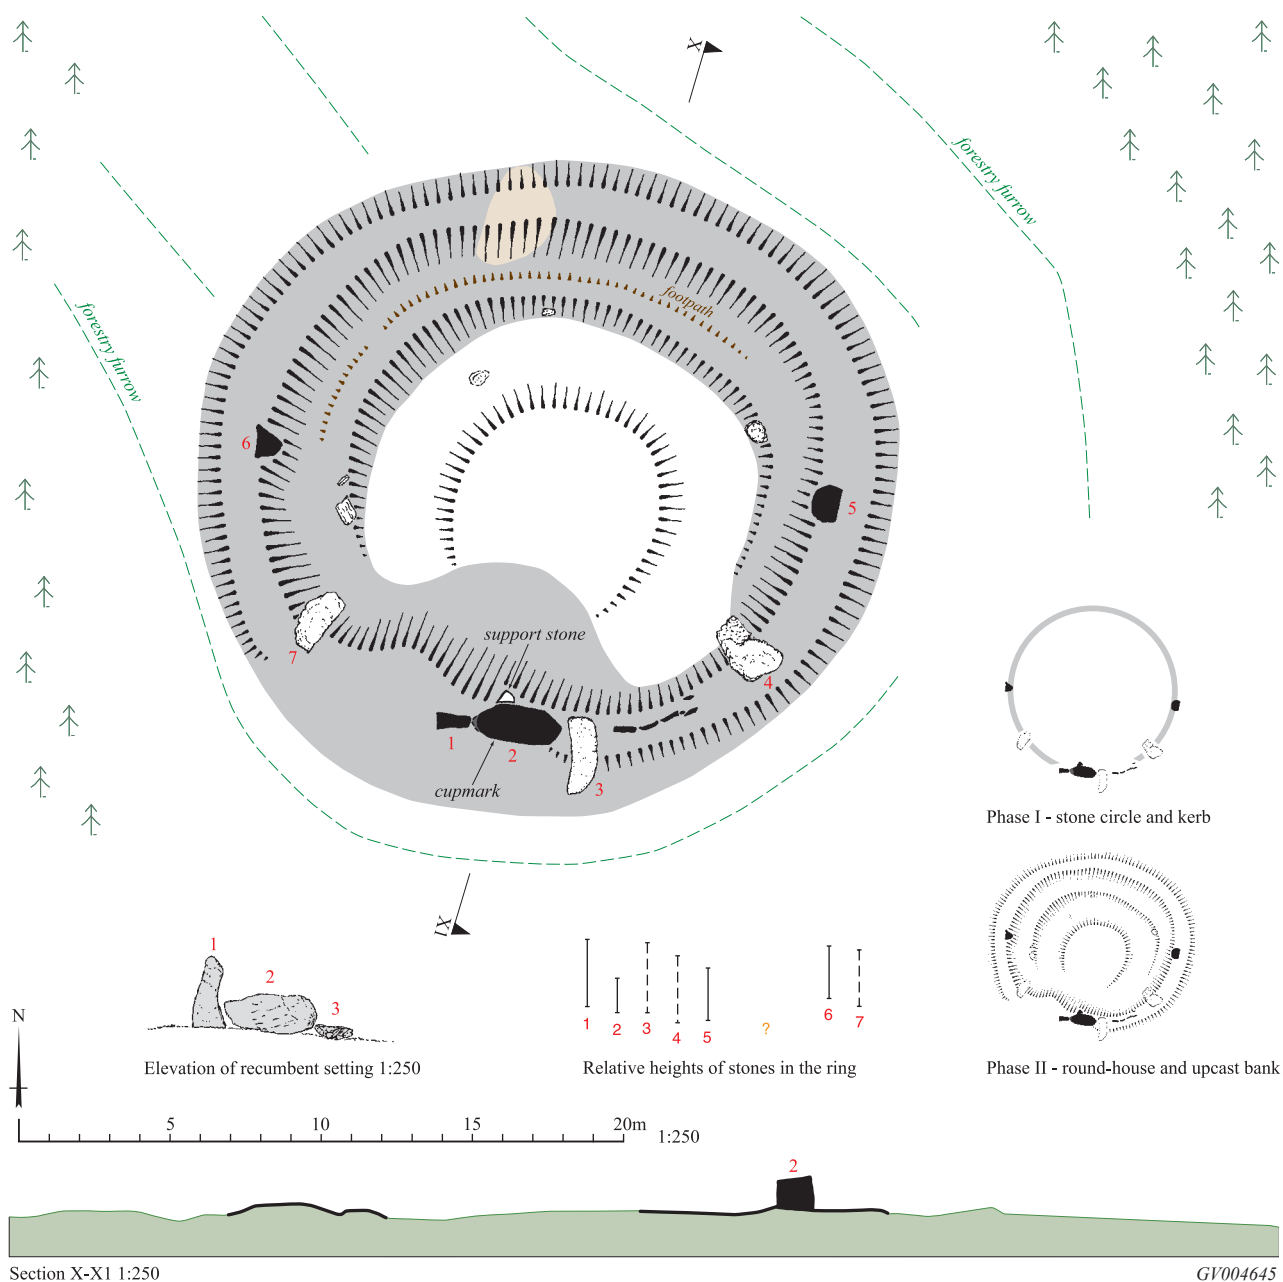 X
forestry furrow
forestry furrow
footpath
6
5
support stone
7
4
1
2
cupmark
3
Phase I - stone circle and kerb
X1
1
2
3
1
2
3
4
5
?
6
7
Elevation of recumbent setting 1:250
Relative heights of stones in the ring
Phase II - round-house and upcast bank
N
5 10 15 20m 1:250
2
Section X-X1 1:250
GV004645